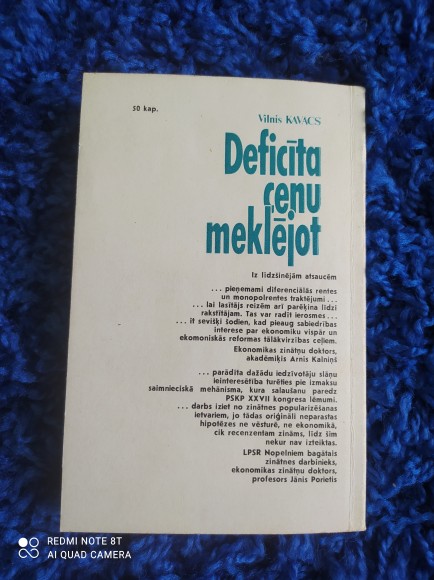 50 kap.
Vilnis KAVACS
Deficīta
cenu
meklējot
Iz līdzšinējām atsaucēm
... pieņemami diferenciālās rentes
un monopolrentes traktējumi ...
... lai lasītājs reizēm arī parēķina līdzi
rakstītājam. Tas var radīt ierosmes ...
... it sevišķi šodien, kad pieaug sabiedrības
interese par ekonomiku vispār un
ekonomiskās reformas tālākvirzības ceļiem.
Ekonomikas zinātņu doktors,
akadēmiķis Arnis Kalniņš
... parādīta dažādu iedzīvotāju slāņu
ieinteresētība turēties pie izmaksu
saimnieciskā mehānisma, kura salaušanu paredz
PSKP XXVII kongresa lēmumi.
... darbs iziet no zinātnes popularizēšanas
ietvariem, jo tādas oriģināli neparastas
hipotēzes ne vēsturē, ne ekonomikā,
cik recenzentam zināms, līdz šim
nekur nav izteiktas.
LPSR Nopelniem bagātais
zinātnes darbinieks,
ekonomikas zinātņu doktors,
profesors Jānis Porietis
REDMI NOTE 8T
AI QUAD CAMERA